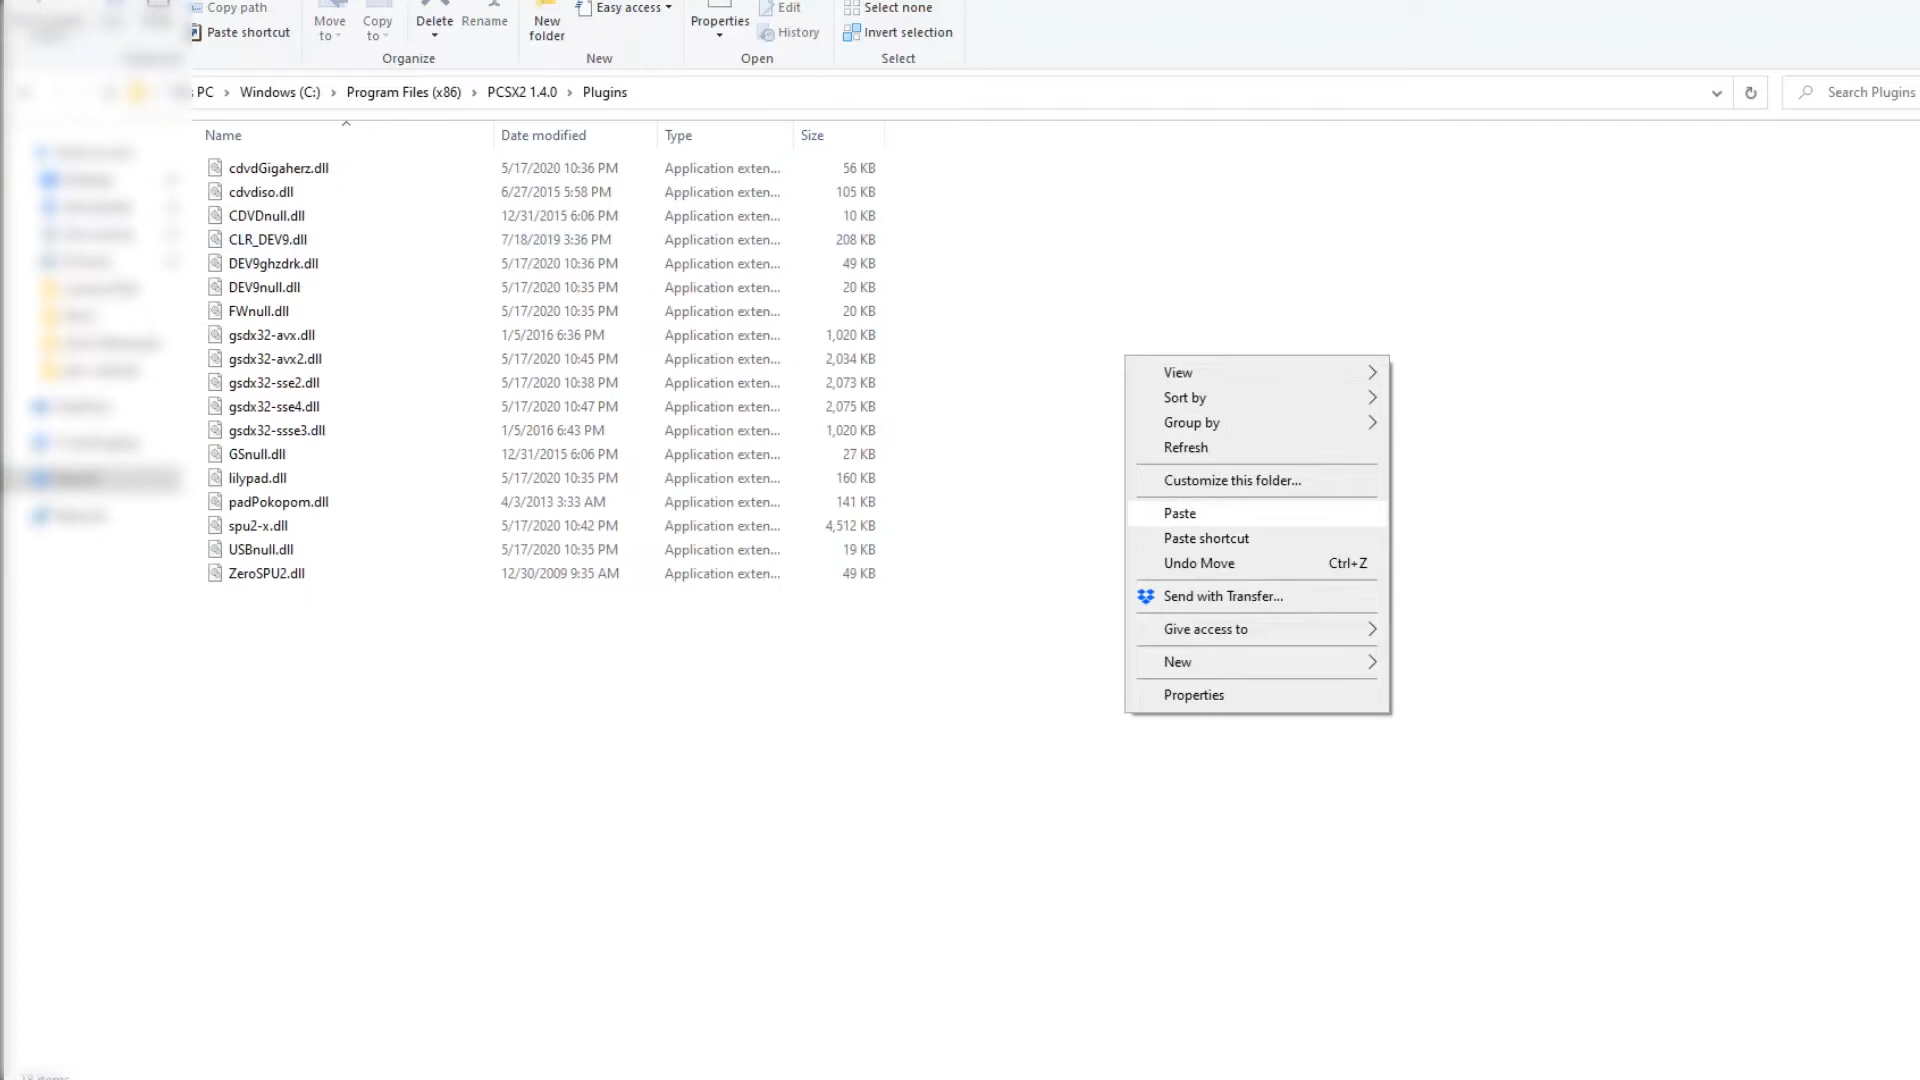 Copy path
Paste shortcut
Move to
Copy to
Delete
Rename
Organize
New folder
Easy access
New
Properties
Edit
History
Open
Select none
Invert selection
Select
PC › Windows (C:) › Program Files (x86) › PCSX2 1.4.0 › Plugins
Search Plugins
Name Date modified Type Size
cdvdGigaherz.dll 5/17/2020 10:36 PM Application exten... 56 KB
cdvdiso.dll 6/27/2015 5:58 PM Application exten... 105 KB
CDVDnull.dll 12/31/2015 6:06 PM Application exten... 10 KB
CLR_DEV9.dll 7/18/2019 3:36 PM Application exten... 208 KB
DEV9ghzdrk.dll 5/17/2020 10:36 PM Application exten... 49 KB
DEV9null.dll 5/17/2020 10:35 PM Application exten... 20 KB
FWnull.dll 5/17/2020 10:35 PM Application exten... 20 KB
gsdx32-avx.dll 1/5/2016 6:36 PM Application exten... 1,020 KB
gsdx32-avx2.dll 5/17/2020 10:45 PM Application exten... 2,034 KB
gsdx32-sse2.dll 5/17/2020 10:38 PM Application exten... 2,073 KB
gsdx32-sse4.dll 5/17/2020 10:47 PM Application exten... 2,075 KB
gsdx32-ssse3.dll 1/5/2016 6:43 PM Application exten... 1,020 KB
GSnull.dll 12/31/2015 6:06 PM Application exten... 27 KB
lilypad.dll 5/17/2020 10:35 PM Application exten... 160 KB
padPokopom.dll 4/3/2013 3:33 AM Application exten... 141 KB
spu2-x.dll 5/17/2020 10:42 PM Application exten... 4,512 KB
USBnull.dll 5/17/2020 10:35 PM Application exten... 19 KB
ZeroSPU2.dll 12/30/2009 9:35 AM Application exten... 49 KB
View
Sort by
Group by
Refresh
Customize this folder...
Paste
Paste shortcut
Undo Move Ctrl+Z
Send with Transfer...
Give access to
New
Properties